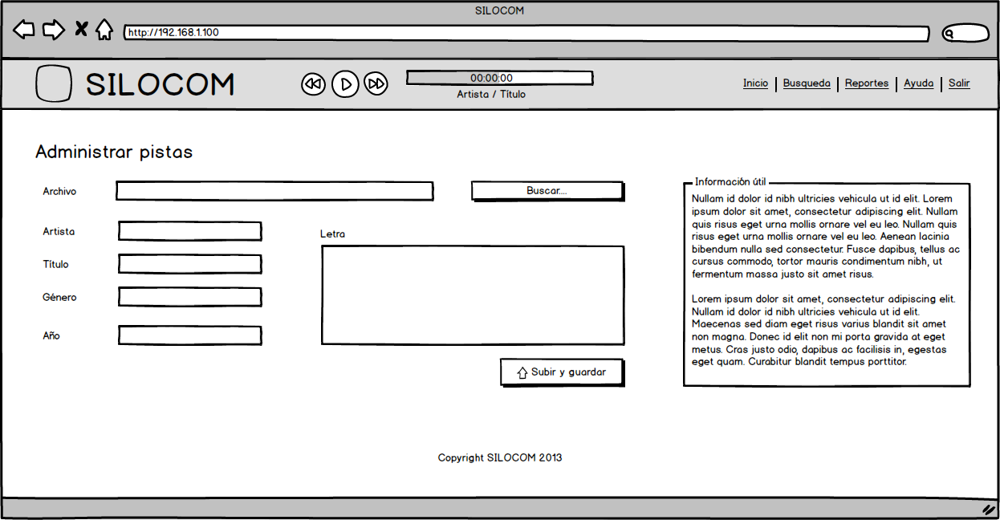 SILOCOM
http://192.168.1.100
SILOCOM
00:00:00
Artista / Título
Inicio
Busqueda
Reportes
Ayuda
Salir
Administrar pistas
Archivo
Buscar....
Artista
Título
Género
Año
Letra
Subir y guardar
Información útil
Nullam id dolor id nibh ultricies vehicula ut id elit. Lorem
ipsum dolor sit amet, consectetur adipiscing elit. Nullam
quis risus eget urna mollis ornare vel eu leo. Nullam quis
risus eget urna mollis ornare vel eu leo. Aenean lacinia
bibendum nulla sed consectetur. Fusce dapibus, tellus ac
cursus commodo, tortor mauris condimentum nibh, ut
fermentum massa justo sit amet risus.
Lorem ipsum dolor sit amet, consectetur adipiscing elit.
Nullam id dolor id nibh ultricies vehicula ut id elit.
Maecenas sed diam eget risus varius blandit sit amet
non magna. Donec id elit non mi porta gravida at eget
metus. Cras justo odio, dapibus ac facilisis in, egestas
eget quam. Curabitur blandit tempus porttitor.
Copyright SILOCOM 2013